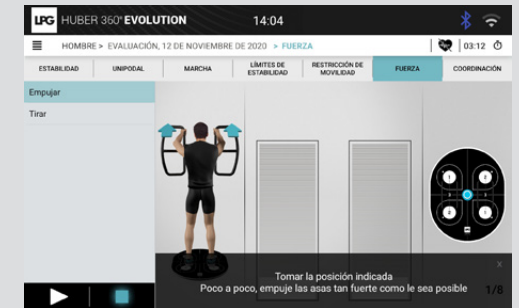 LPG HUBER 360° EVOLUTION 14:04
HOMBRE > EVALUACIÓN, 12 DE NOVIEMBRE DE 2020 > FUERZA 03:12
ESTABILIDAD UNIPODAL MARCHA LÍMITES DE ESTABILIDAD RESTRICCIÓN DE MOVILIDAD FUERZA COORDINACIÓN
Empujar
Tirar
X
Tomar la posición indicada
Poco a poco, empuje las asas tan fuerte como le sea posible 1/8